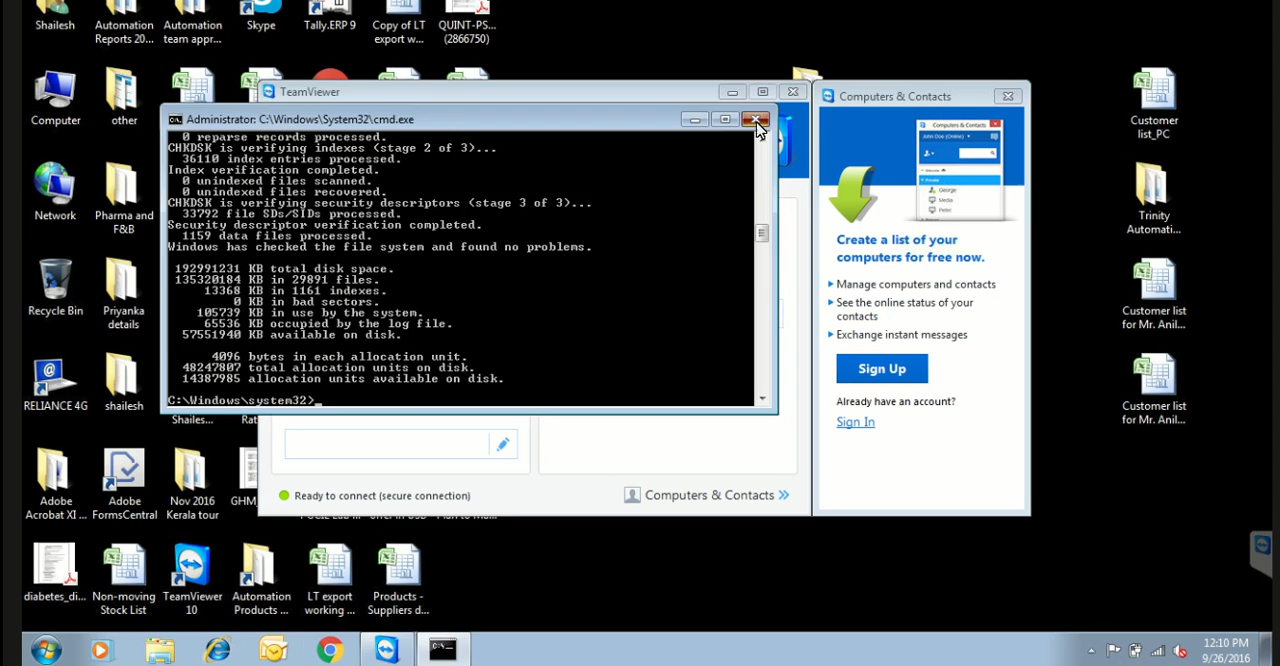 Shailesh
Automation
Reports 20...
Automation
team appr...
Skype
Tally.ERP 9
Copy of LT
export w...
QUINT-PS...
(2866750)
Computer
other
Network
Pharma and
F&B
Recycle Bin
Priyanka
details
RELIANCE 4G
shailesh
Shailes...
Rat
Adobe
Acrobat XI ...
Adobe
FormsCentral
Nov 2016
Kerala tour
GHM
diabetes_di...
Non-moving
Stock List
TeamViewer
10
Automation
Products ...
LT export
working ...
Products -
Suppliers d...
TeamViewer
Administrator: C:\Windows\System32\cmd.exe
0 reparse records processed.
CHKDSK is verifying indexes (stage 2 of 3)...
36110 index entries processed.
Index verification completed.
0 unindexed files scanned.
0 unindexed files recovered.
CHKDSK is verifying security descriptors (stage 3 of 3)...
33792 file SDs/SIDs processed.
Security descriptor verification completed.
1159 data files processed.
Windows has checked the file system and found no problems.
192991231 KB total disk space.
135320184 KB in 29891 files.
13368 KB in 1161 indexes.
0 KB in bad sectors.
105739 KB in use by the system.
65536 KB occupied by the log file.
57551940 KB available on disk.
4096 bytes in each allocation unit.
48247807 total allocation units on disk.
14387985 allocation units available on disk.
C:\Windows\system32>_
Ready to connect (secure connection)
Computers & Contacts
Computers & Contacts
Computers & Contacts
John Doe (Online)
George
Media
Peter
Create a list of your
computers for free now.
Manage computers and contacts
See the online status of your
contacts
Exchange instant messages
Sign Up
Already have an account?
Sign In
Customer
list_PC
Trinity
Automati...
Customer list
for Mr. Anil...
Customer list
for Mr. Anil...
C:\
12:10 PM
9/26/2016